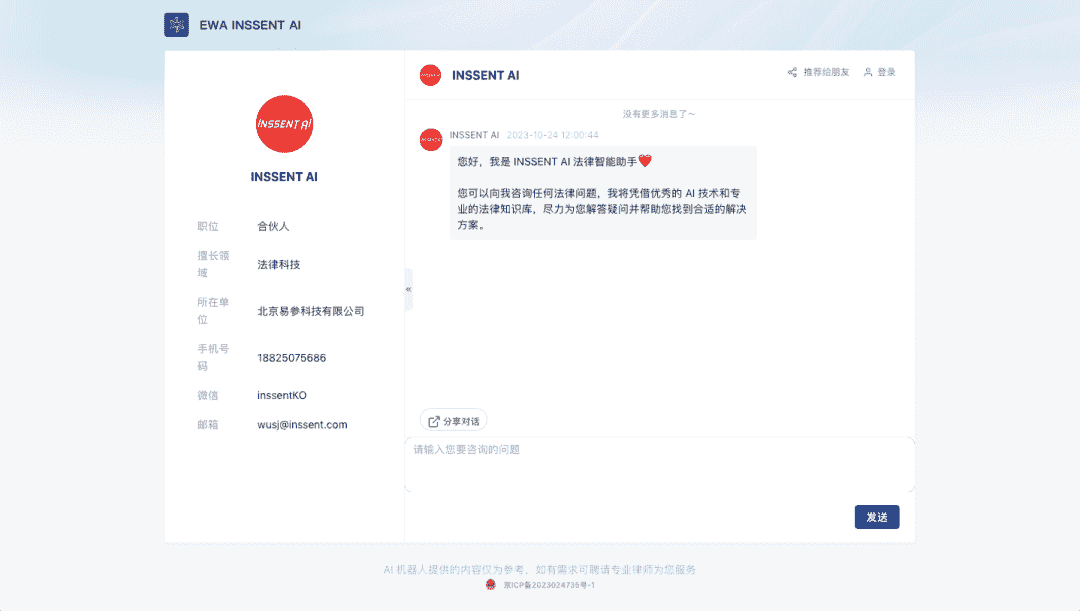 EWA INSSENT AI
INSSENT AI
INSSENT AI
职位 合伙人
擅长领域 法律科技
所在单位 北京易参科技有限公司
手机号码 18825075686
微信 inssentKO
邮箱 wusj@inssent.com
INSSENT AI
推荐给朋友 登录
没有更多消息了~
INSSENT AI 2023-10-24 12:00:44
您好，我是 INSSENT AI 法律智能助手❤️
您可以向我咨询任何法律问题，我将凭借优秀的 AI 技术和专
业的法律知识库，尽力为您解答疑问并帮助您找到合适的解决
方案。
«
分享对话
请输入您要咨询的问题
发送
AI 机器人提供的内容仅为参考，如有需求可聘请专业律师为您服务
京ICP备2023024735号-1